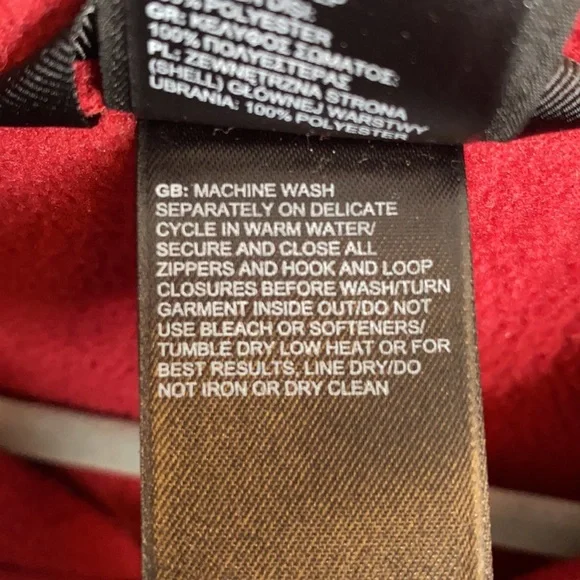 % POLYESTER
GR: ΚΕΛΥΦΟΣ ΣΩΜΑΤΟΣ:
100% ΠΟΛΥΕΣΤΕΡΑΣ
PL: ZEWNĘTRZNA STRONA
(SHELL) GŁÓWNEJ WARSTWY
UBRANIA: 100% POLYESTER
GB: MACHINE WASH
SEPARATELY ON DELICATE
CYCLE IN WARM WATER/
SECURE AND CLOSE ALL
ZIPPERS AND HOOK AND LOOP
CLOSURES BEFORE WASH/TURN
GARMENT INSIDE OUT/DO NOT
USE BLEACH OR SOFTENERS/
TUMBLE DRY LOW HEAT OR FOR
BEST RESULTS, LINE DRY/DO
NOT IRON OR DRY CLEAN